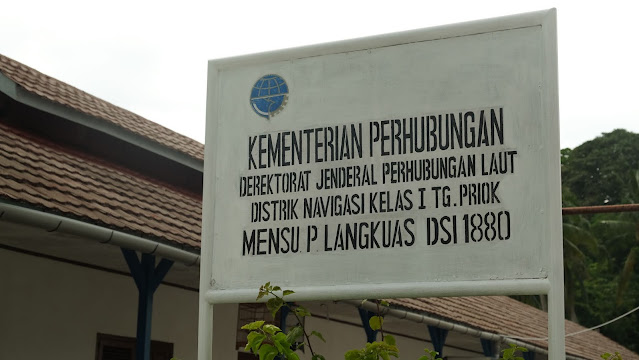 KEMENTERIAN PERHUBUNGAN
DEREKTORAT JENDERAL PERHUBUNGAN LAUT
DISTRIK NAVIGASI KELAS I TG. PRIOK
MENSU P LANGKUAS DSI 1880